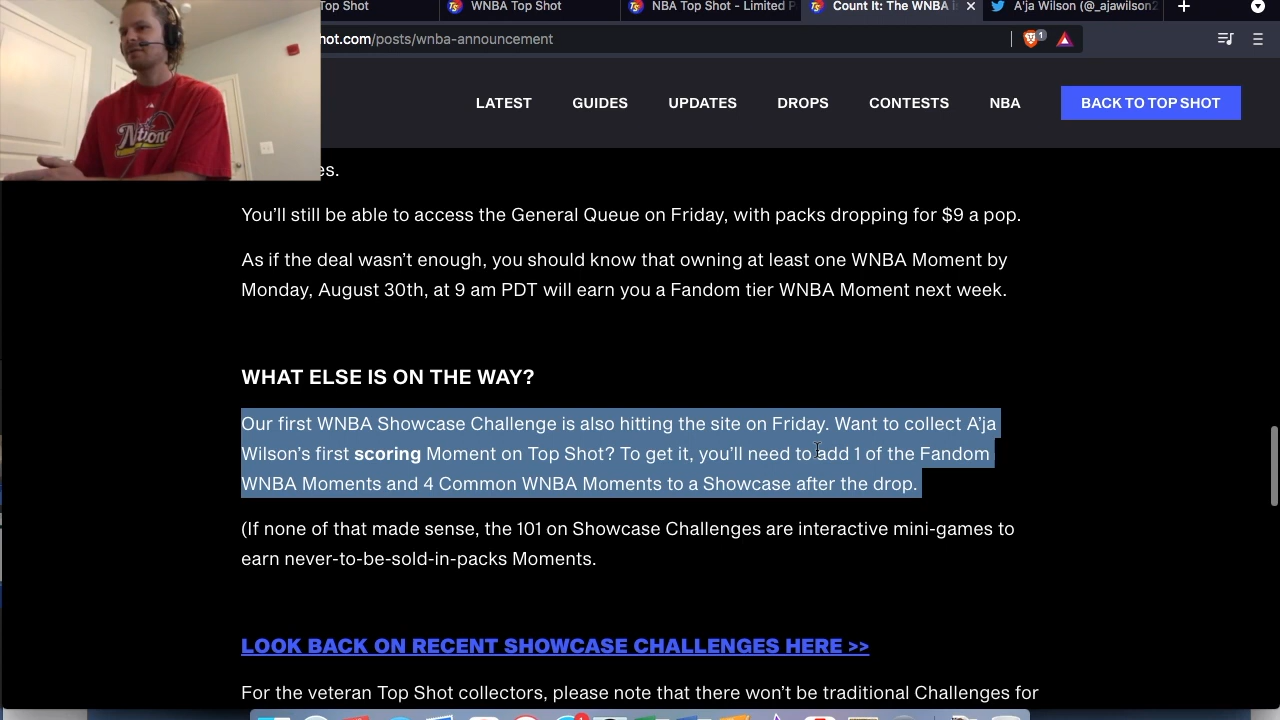 Top Shot
WNBA Top Shot
NBA Top Shot - Limited P
Count It: The WNBA is
A'ja Wilson (@_ajawilson2
hot.com/posts/wnba-announcement
1
LATEST
GUIDES
UPDATES
DROPS
CONTESTS
NBA
BACK TO TOP SHOT
es.
You’ll still be able to access the General Queue on Friday, with packs dropping for $9 a pop.
As if the deal wasn’t enough, you should know that owning at least one WNBA Moment by
Monday, August 30th, at 9 am PDT will earn you a Fandom tier WNBA Moment next week.
WHAT ELSE IS ON THE WAY?
Our first WNBA Showcase Challenge is also hitting the site on Friday. Want to collect A’ja
Wilson’s first scoring Moment on Top Shot? To get it, you’ll need to add 1 of the Fandom
WNBA Moments and 4 Common WNBA Moments to a Showcase after the drop.
(If none of that made sense, the 101 on Showcase Challenges are interactive mini-games to
earn never-to-be-sold-in-packs Moments.
LOOK BACK ON RECENT SHOWCASE CHALLENGES HERE >>
For the veteran Top Shot collectors, please note that there won’t be traditional Challenges for